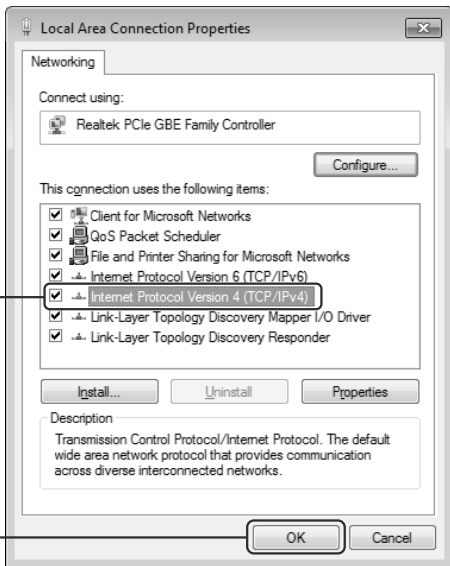 Local Area Connection Properties
Networking
Connect using:
Realtek PCIe GBE Family Controller
Configure...
This connection uses the following items:
Client for Microsoft Networks
QoS Packet Scheduler
File and Printer Sharing for Microsoft Networks
Internet Protocol Version 6 (TCP/IPv6)
Internet Protocol Version 4 (TCP/IPv4)
Link-Layer Topology Discovery Mapper I/O Driver
Link-Layer Topology Discovery Responder
Install... Uninstall Properties
Description
Transmission Control Protocol/Internet Protocol. The default
wide area network protocol that provides communication
across diverse interconnected networks.
OK Cancel